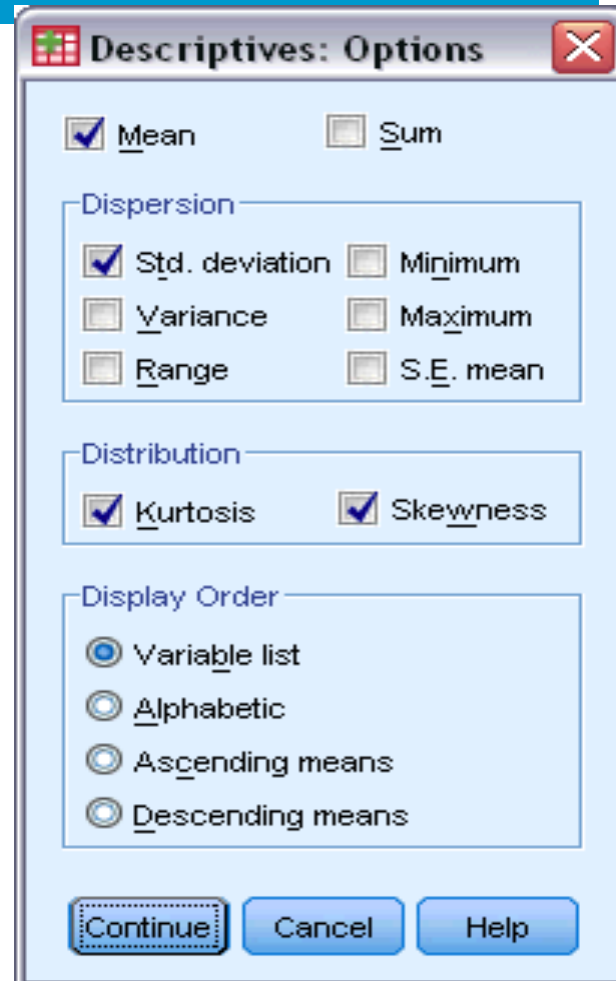 Descriptives: Options
Mean Sum
Dispersion
Std. deviation Minimum
Variance Maximum
Range S.E. mean
Distribution
Kurtosis Skewness
Display Order
Variable list
Alphabetic
Ascending means
Descending means
Continue Cancel Help